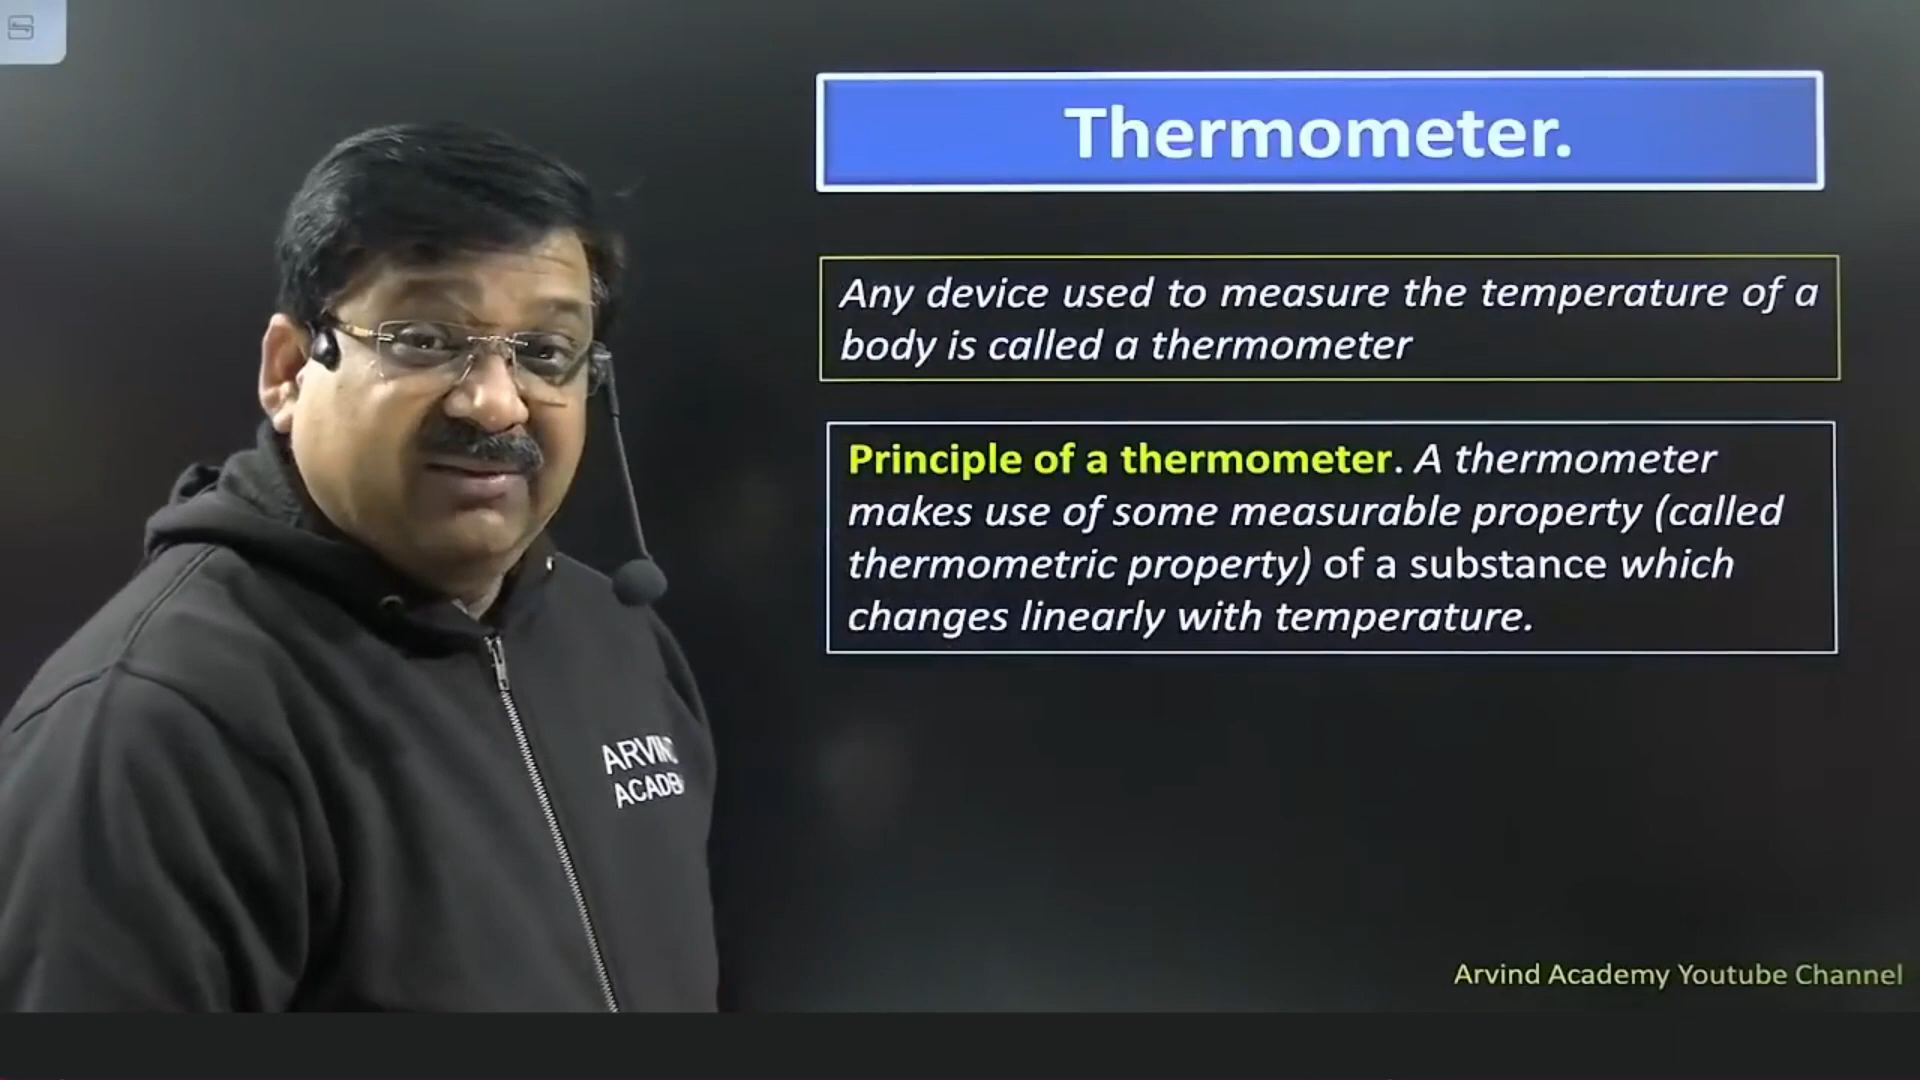 Thermometer.
Any device used to measure the temperature of a
body is called a thermometer
Principle of a thermometer. A thermometer
makes use of some measurable property (called
thermometric property) of a substance which
changes linearly with temperature.
ARVIND
ACADE
Arvind Academy Youtube Channel